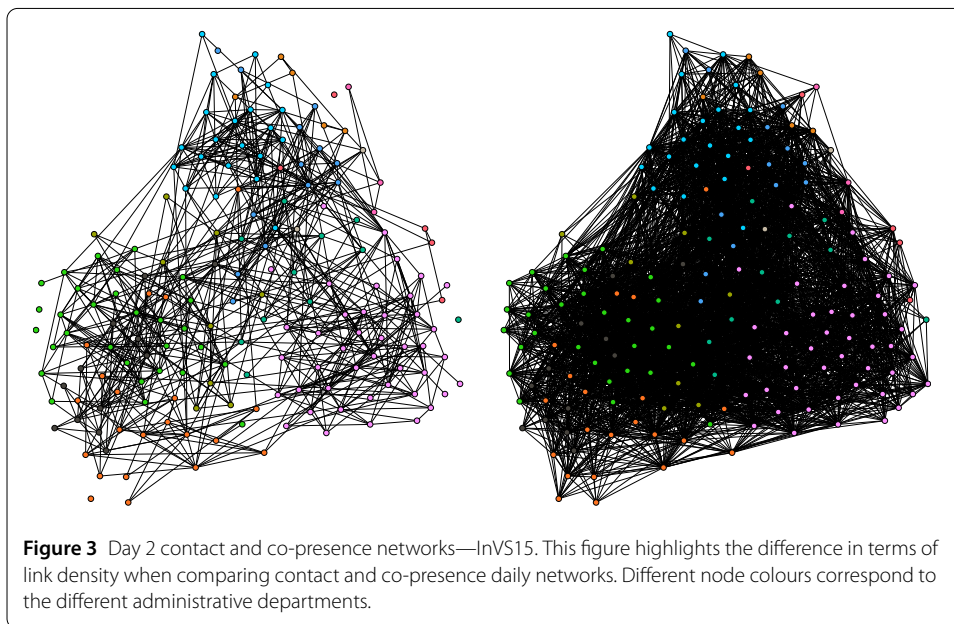 Figure 3 Day 2 contact and co-presence networks—InVS15. This figure highlights the difference in terms of
link density when comparing contact and co-presence daily networks. Different node colours correspond to
the different administrative departments.